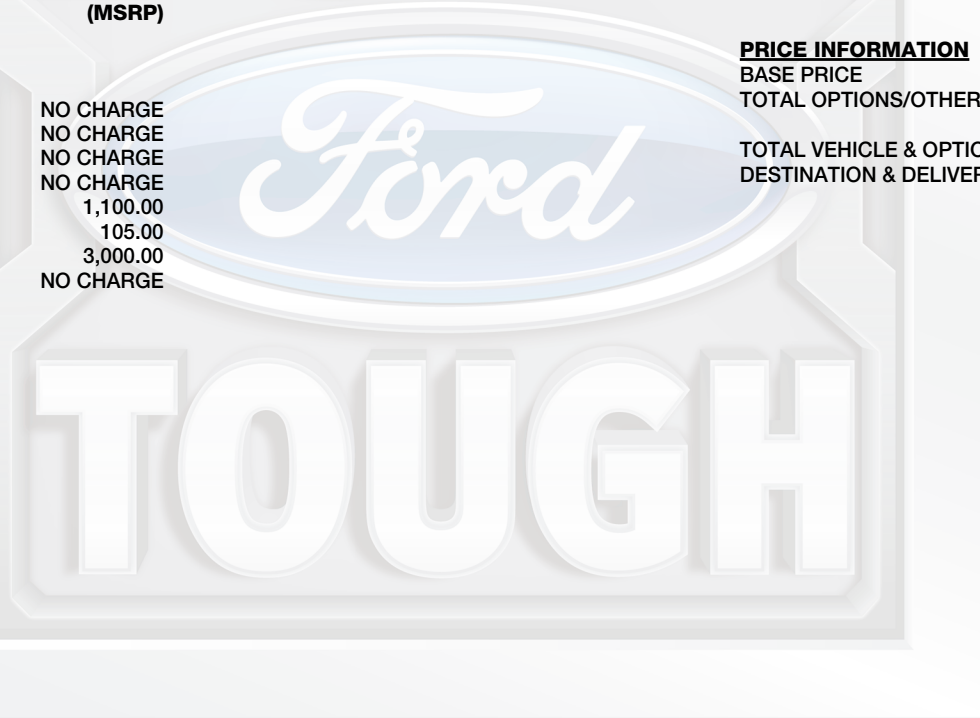 (MSRP)
NO CHARGE
NO CHARGE
NO CHARGE
NO CHARGE
1,100.00
105.00
3,000.00
NO CHARGE
PRICE INFORMATION
BASE PRICE
TOTAL OPTIONS/OTHER
TOTAL VEHICLE & OPTIO
DESTINATION & DELIVER
Ford
TOUGH